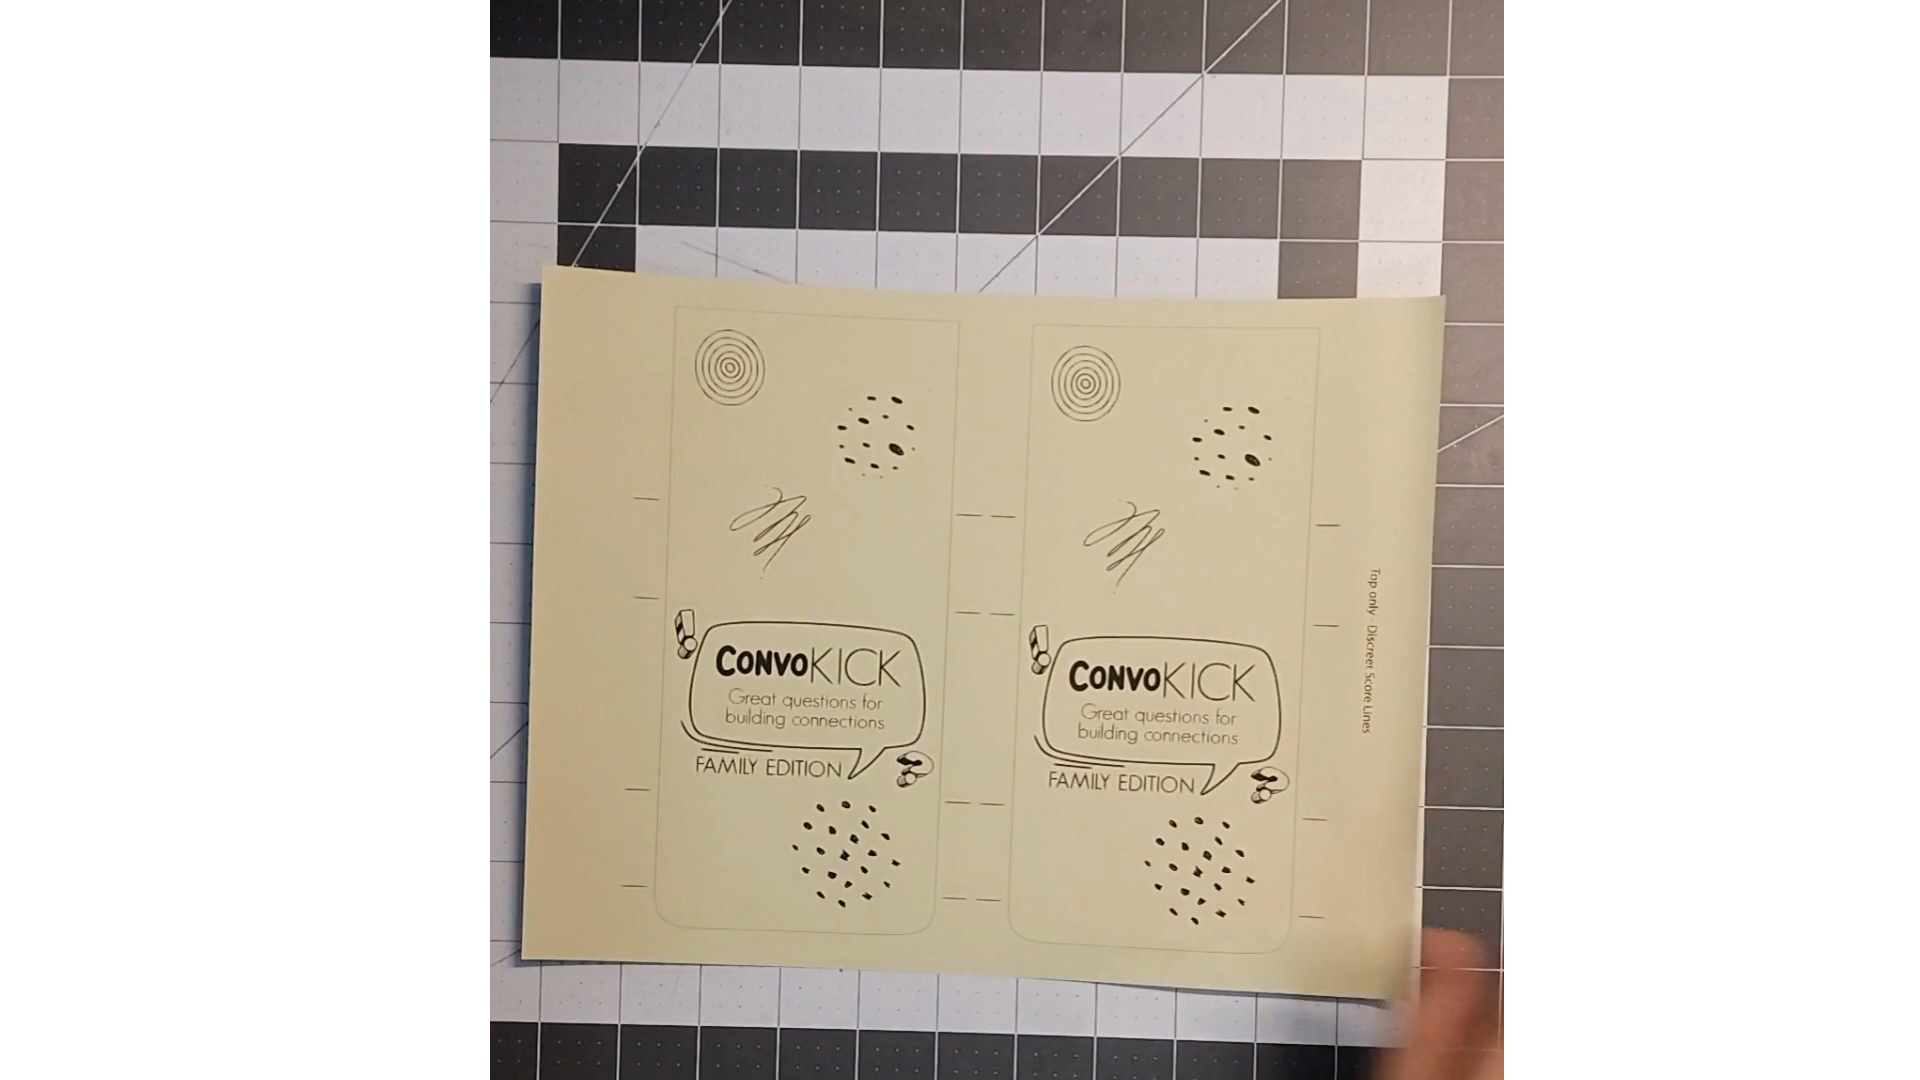 CONVOKICK
Great questions for
building connections
FAMILY EDITION
CONVOKICK
Great questions for
building connections
FAMILY EDITION
Top only - Discreet Score Lines